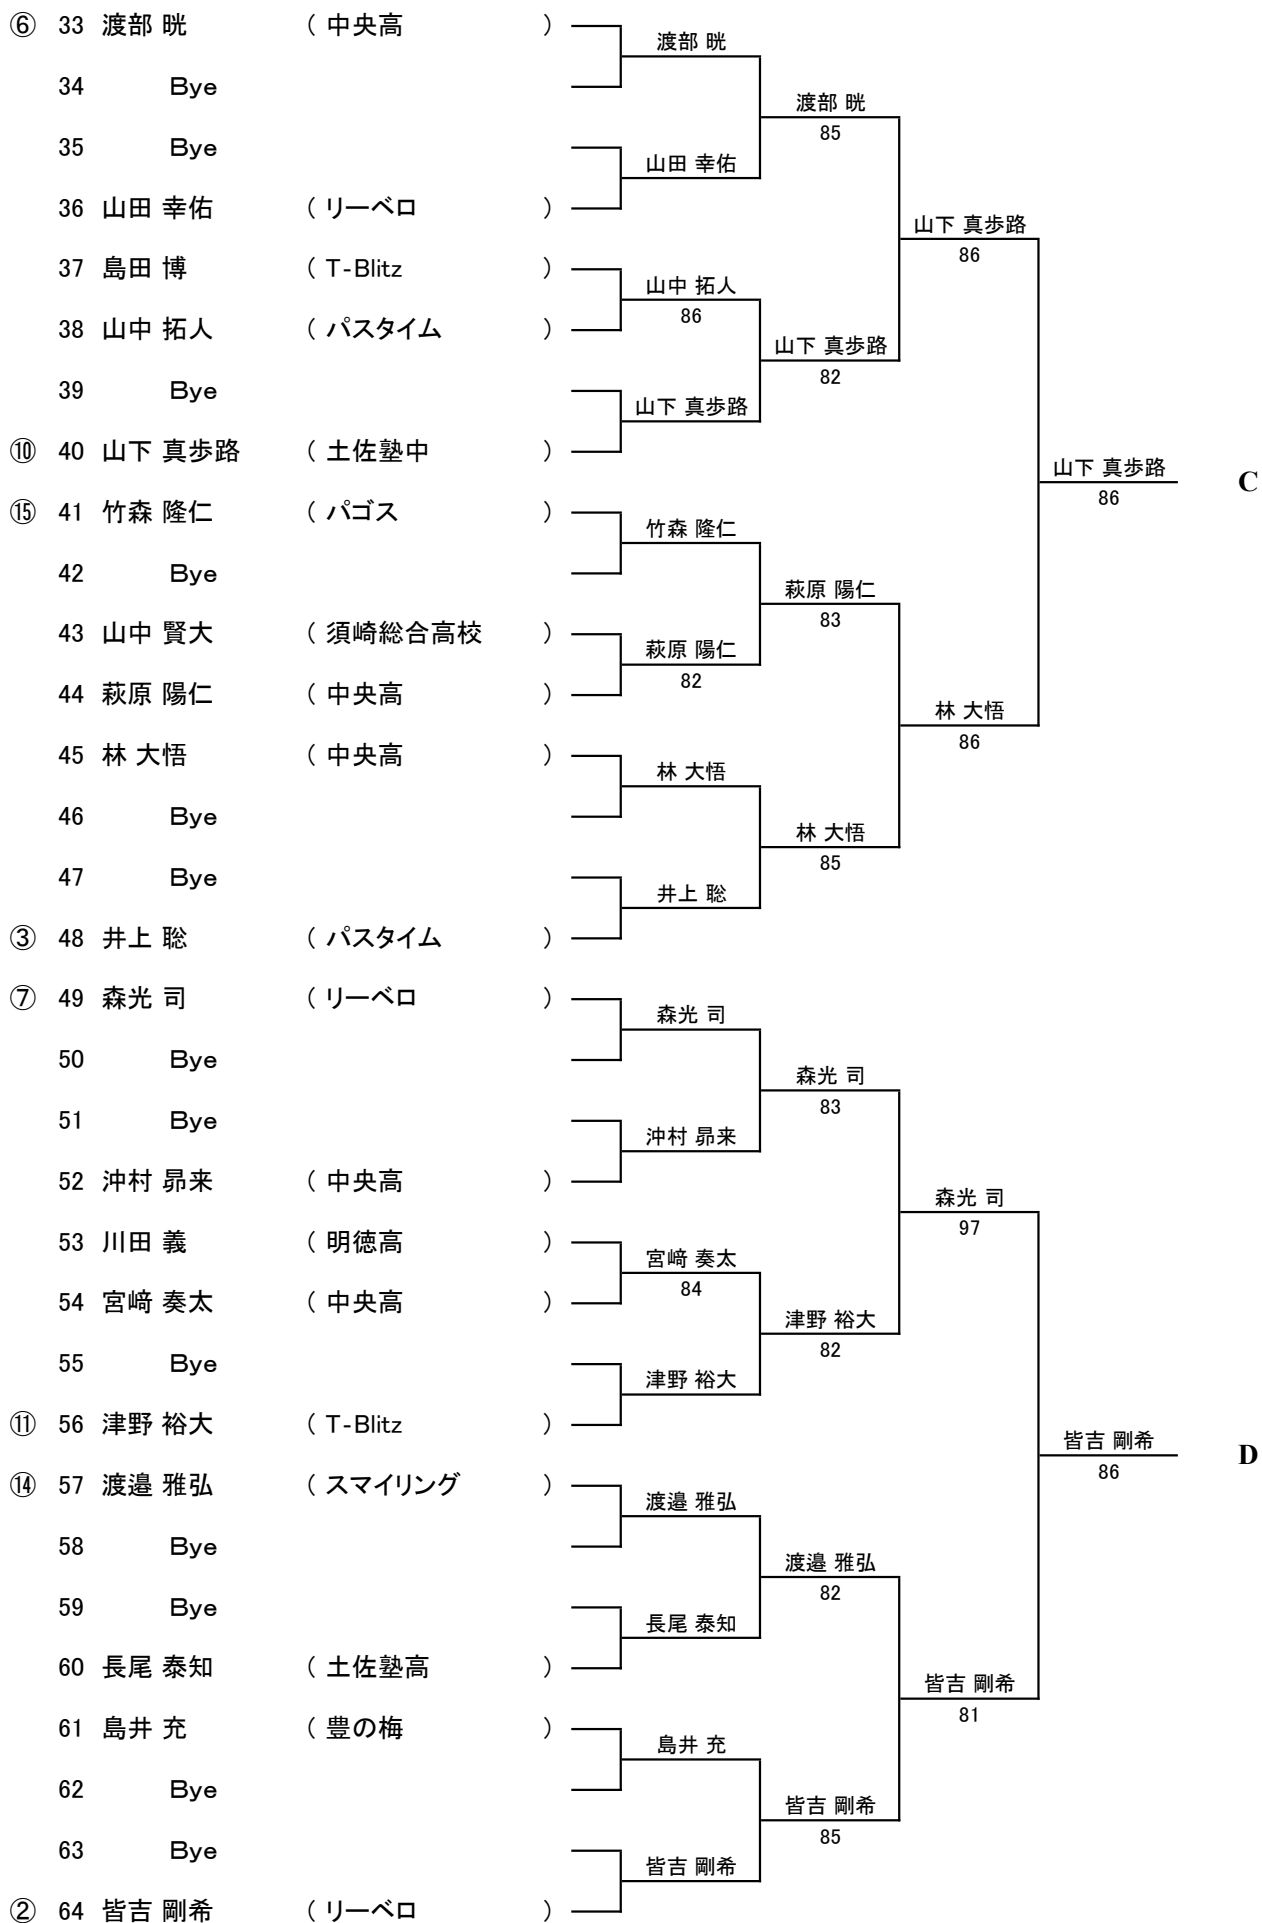 ⑥ 33 渡部 晄 ( 中央高 )
渡部 晄
34 Bye
渡部 晄
85
35 Bye
山田 幸佑
36 山田 幸佑 ( リーベロ )
山下 真歩路
86
37 島田 博 ( T-Blitz )
山中 拓人
86
38 山中 拓人 ( パスタイム )
山下 真歩路
82
39 Bye
山下 真歩路
⑩ 40 山下 真歩路 ( 土佐塾中 )
山下 真歩路
86
C
⑮ 41 竹森 隆仁 ( パゴス )
竹森 隆仁
42 Bye
萩原 陽仁
83
43 山中 賢大 ( 須崎総合高校 )
萩原 陽仁
82
44 萩原 陽仁 ( 中央高 )
林 大悟
86
45 林 大悟 ( 中央高 )
林 大悟
46 Bye
林 大悟
85
47 Bye
井上 聡
③ 48 井上 聡 ( パスタイム )
⑦ 49 森光 司 ( リーベロ )
森光 司
50 Bye
森光 司
83
51 Bye
沖村 昴来
52 沖村 昴来 ( 中央高 )
森光 司
97
53 川田 義 ( 明徳高 )
宮﨑 奏太
84
54 宮﨑 奏太 ( 中央高 )
津野 裕大
82
55 Bye
津野 裕大
⑪ 56 津野 裕大 ( T-Blitz )
皆吉 剛希
86
D
⑭ 57 渡邉 雅弘 ( スマイリング )
渡邉 雅弘
58 Bye
渡邉 雅弘
82
59 Bye
長尾 泰知
60 長尾 泰知 ( 土佐塾高 )
皆吉 剛希
81
61 島井 充 ( 豊の梅 )
島井 充
62 Bye
皆吉 剛希
85
63 Bye
皆吉 剛希
② 64 皆吉 剛希 ( リーベロ )